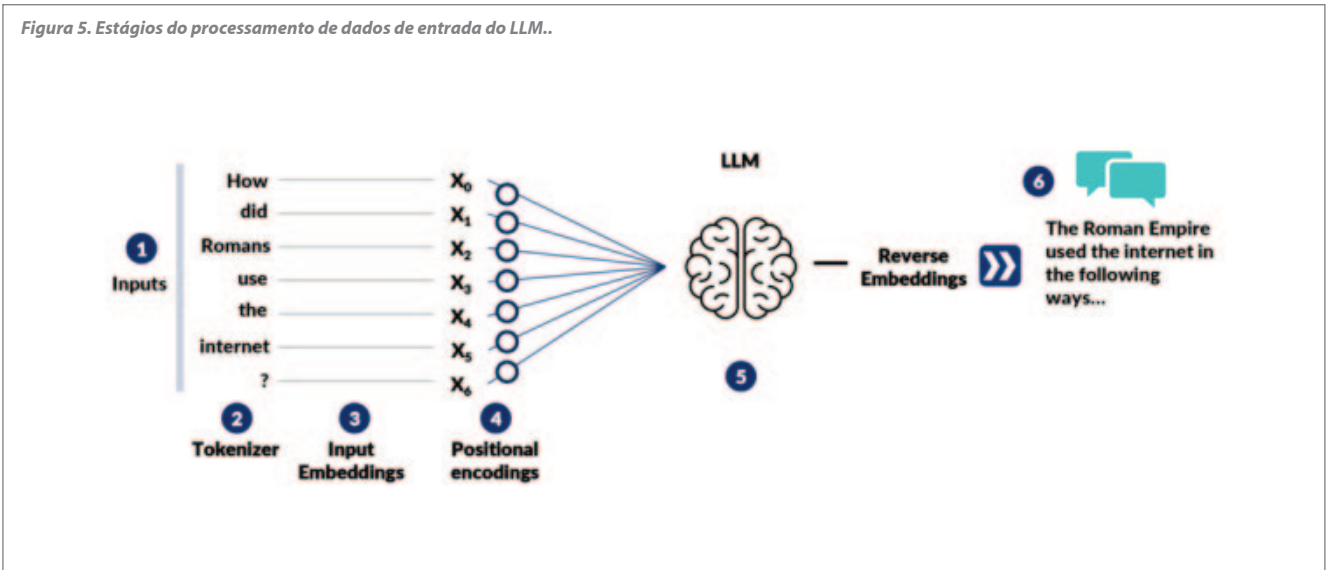 Figura 5. Estágios do processamento de dados de entrada do LLM..
1
Inputs
How
did
Romans
use
the
internet
?
2
Tokenizer
3
Input
Embeddings
X₀
X₁
X₂
X₃
X₄
X₅
X₆
4
Positional
encodings
LLM
5
Reverse
Embeddings
6
The Roman Empire
used the internet in
the following
ways...